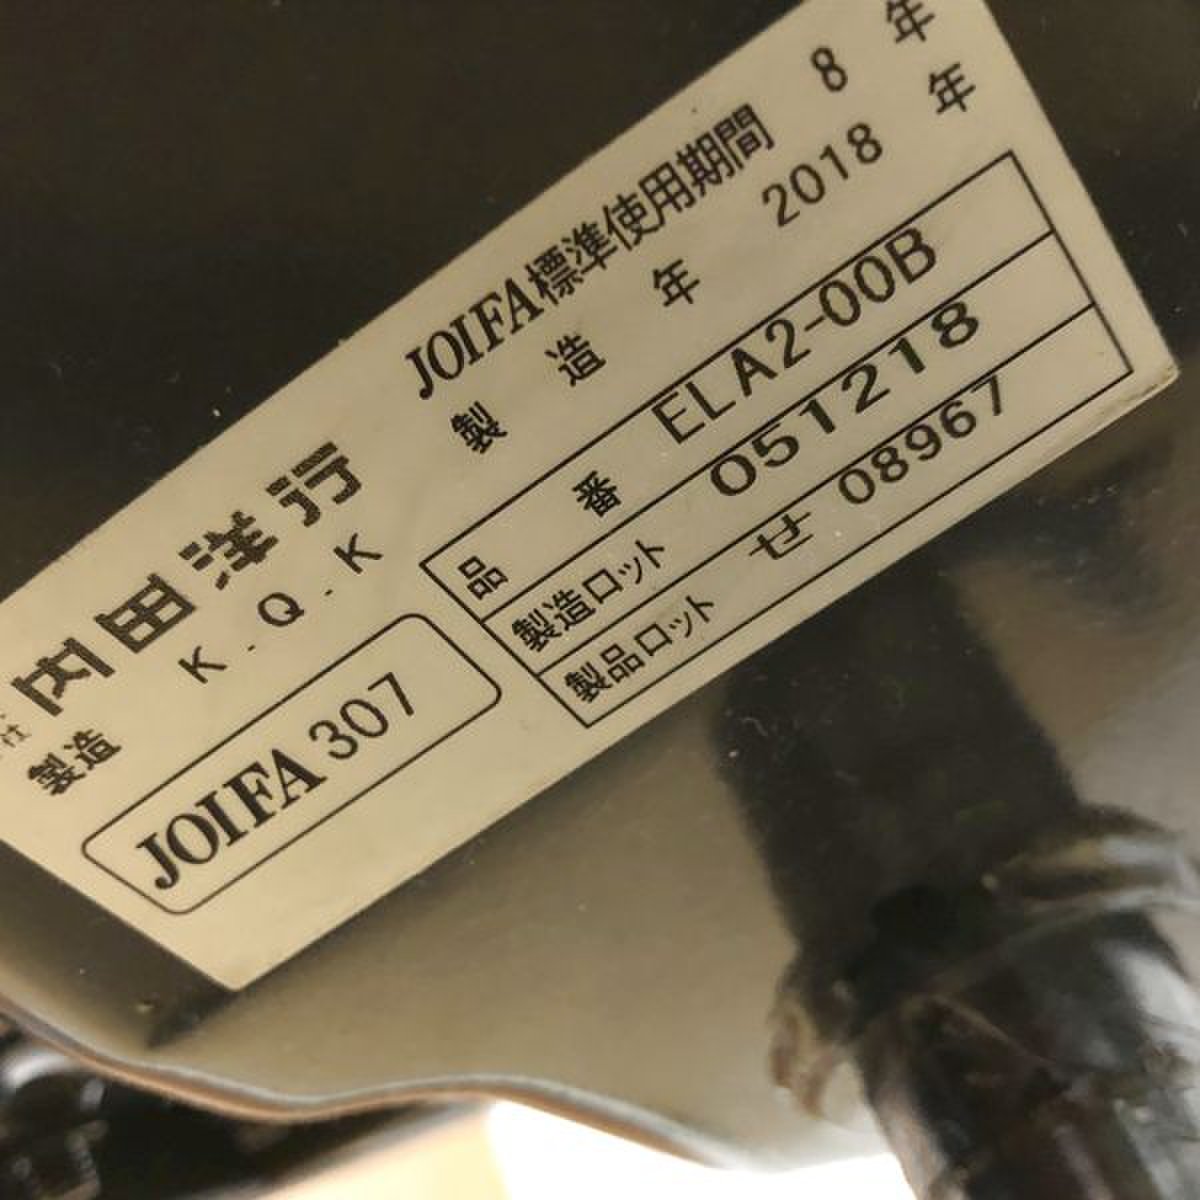 内田洋行
製造 K.Q.K
JOIFA 307
JOIFA標準使用期間 8 年
製造年 2018 年
品番 ELA2-00B
製造ロット 051218
製品ロット せ 08967